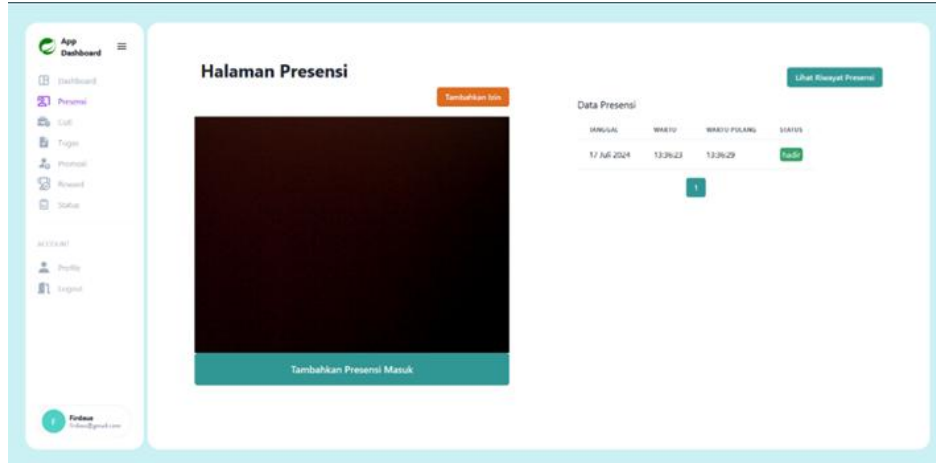 App
Dashboard
Dashboard
Presensi
Cuti
Tugas
Promosi
Reward
Status
ACCOUNT
Profile
Logout
Firdaus
Halaman Presensi
Tambahkan Izin
Tambahkan Presensi Masuk
Lihat Riwayat Presensi
Data Presensi
TANGGAL WAKTU WAKTU PULANG STATUS
17 Juli 2024 13:36:23 13:36:29 hadir
1